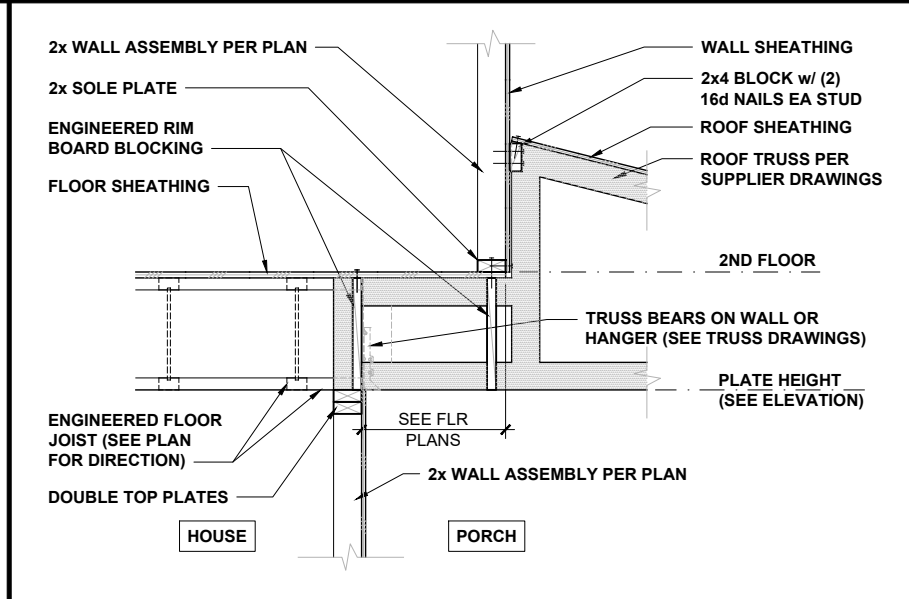 2x WALL ASSEMBLY PER PLAN
2x SOLE PLATE
ENGINEERED RIM
BOARD BLOCKING
FLOOR SHEATHING
WALL SHEATHING
2x4 BLOCK w/ (2)
16d NAILS EA STUD
ROOF SHEATHING
ROOF TRUSS PER
SUPPLIER DRAWINGS
2ND FLOOR
TRUSS BEARS ON WALL OR
HANGER (SEE TRUSS DRAWINGS)
PLATE HEIGHT
(SEE ELEVATION)
ENGINEERED FLOOR
JOIST (SEE PLAN
FOR DIRECTION)
DOUBLE TOP PLATES
SEE FLR
PLANS
2x WALL ASSEMBLY PER PLAN
HOUSE
PORCH